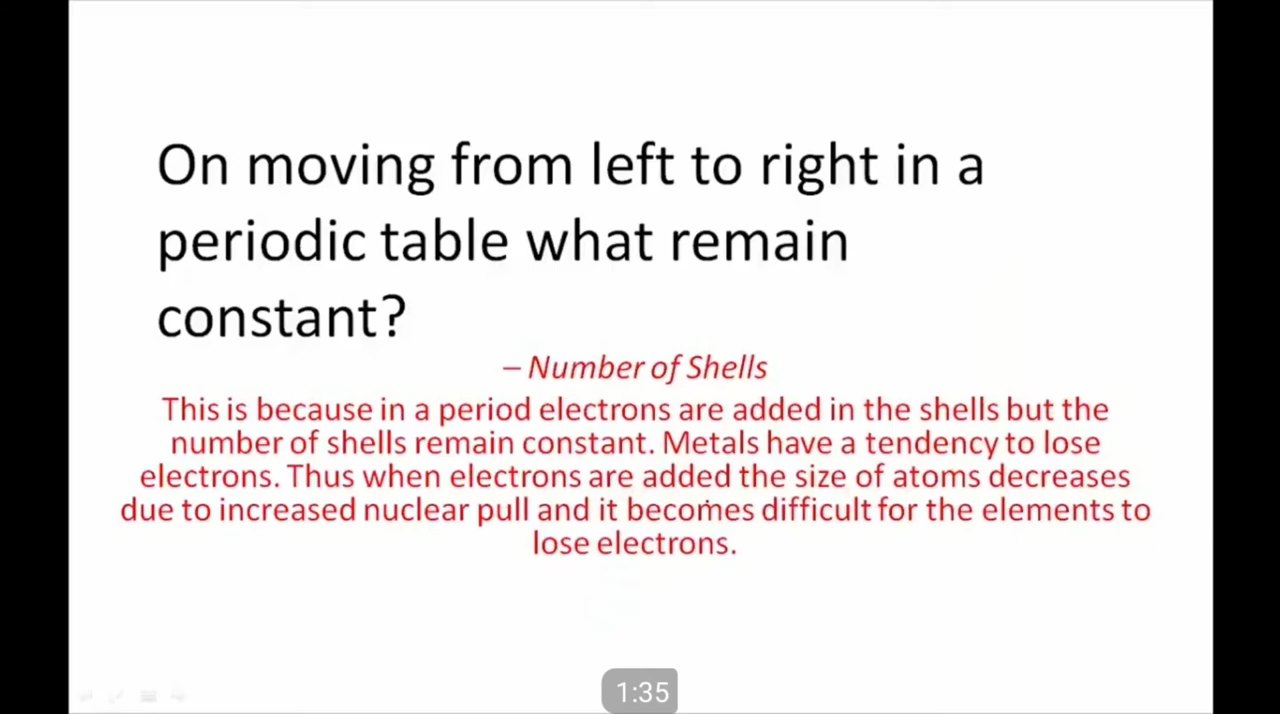 On moving from left to right in a
periodic table what remain
constant?
– Number of Shells
This is because in a period electrons are added in the shells but the
number of shells remain constant. Metals have a tendency to lose
electrons. Thus when electrons are added the size of atoms decreases
due to increased nuclear pull and it becomes difficult for the elements to
lose electrons.
1:35